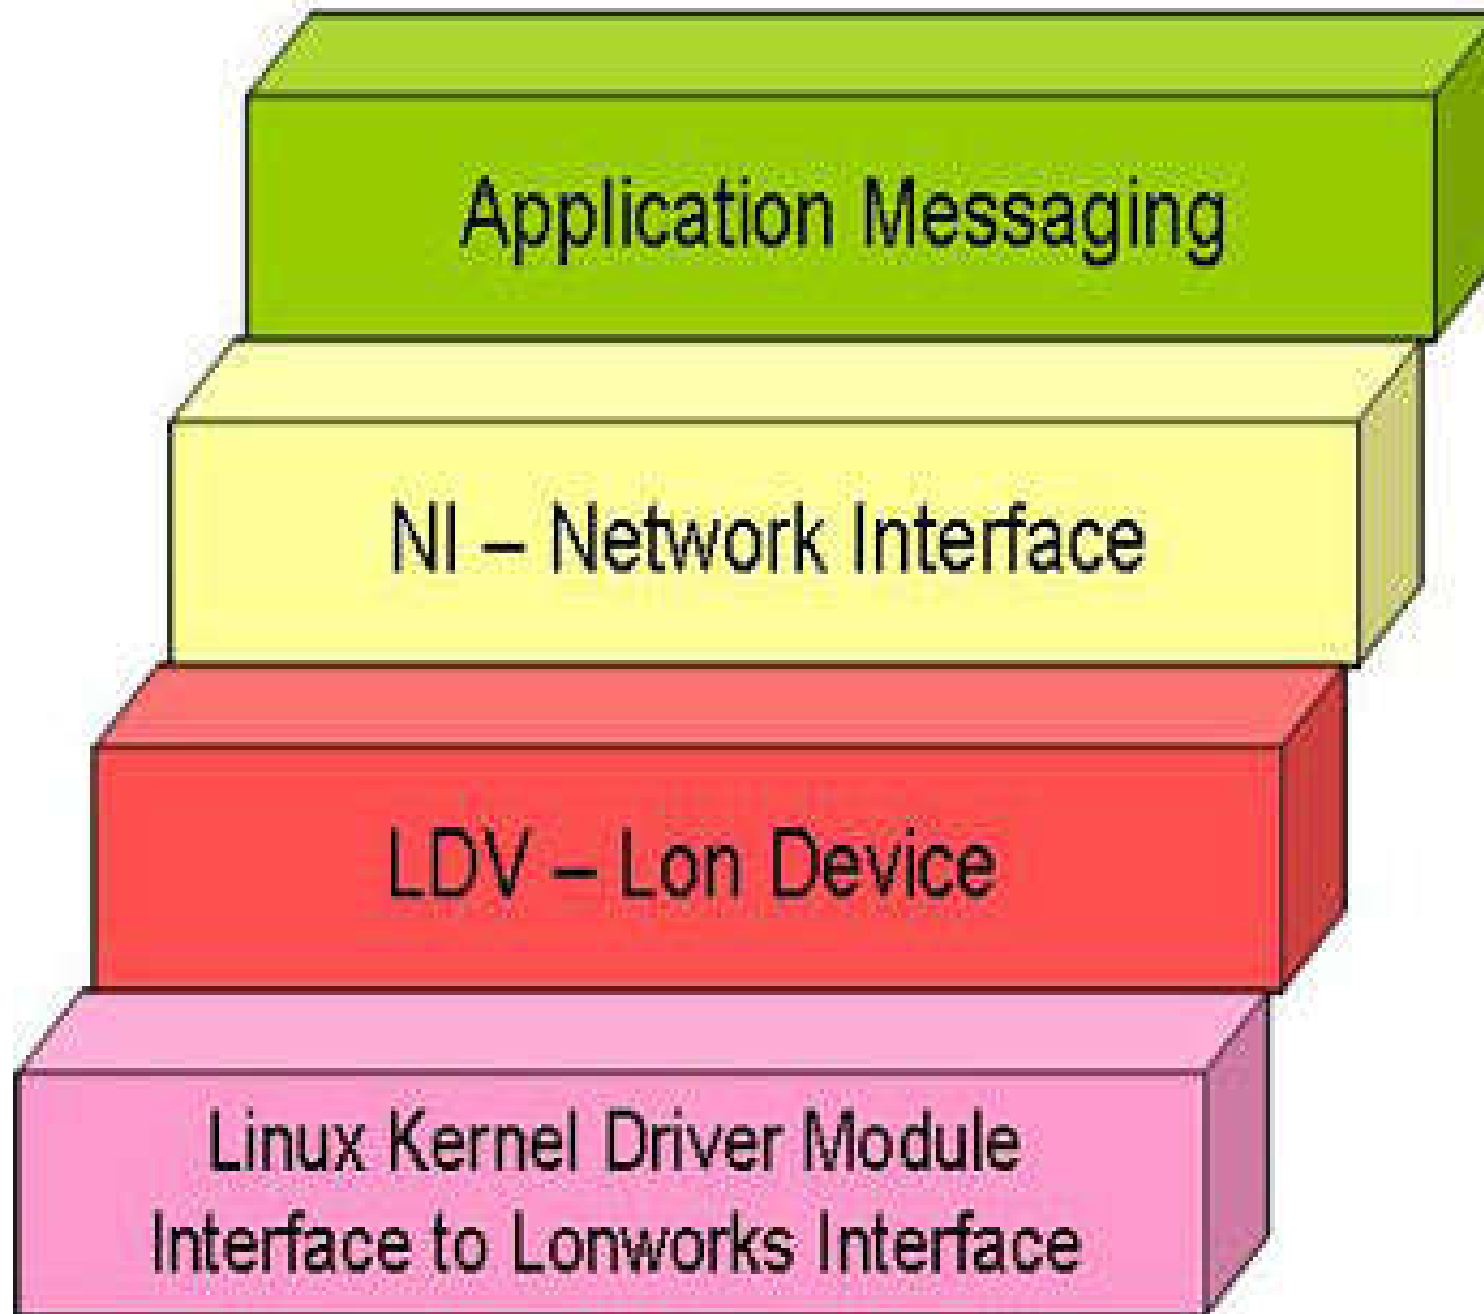 Application Messaging
NI – Network Interface
LDV – Lon Device
Linux Kernel Driver Module
Interface to Lonworks Interface